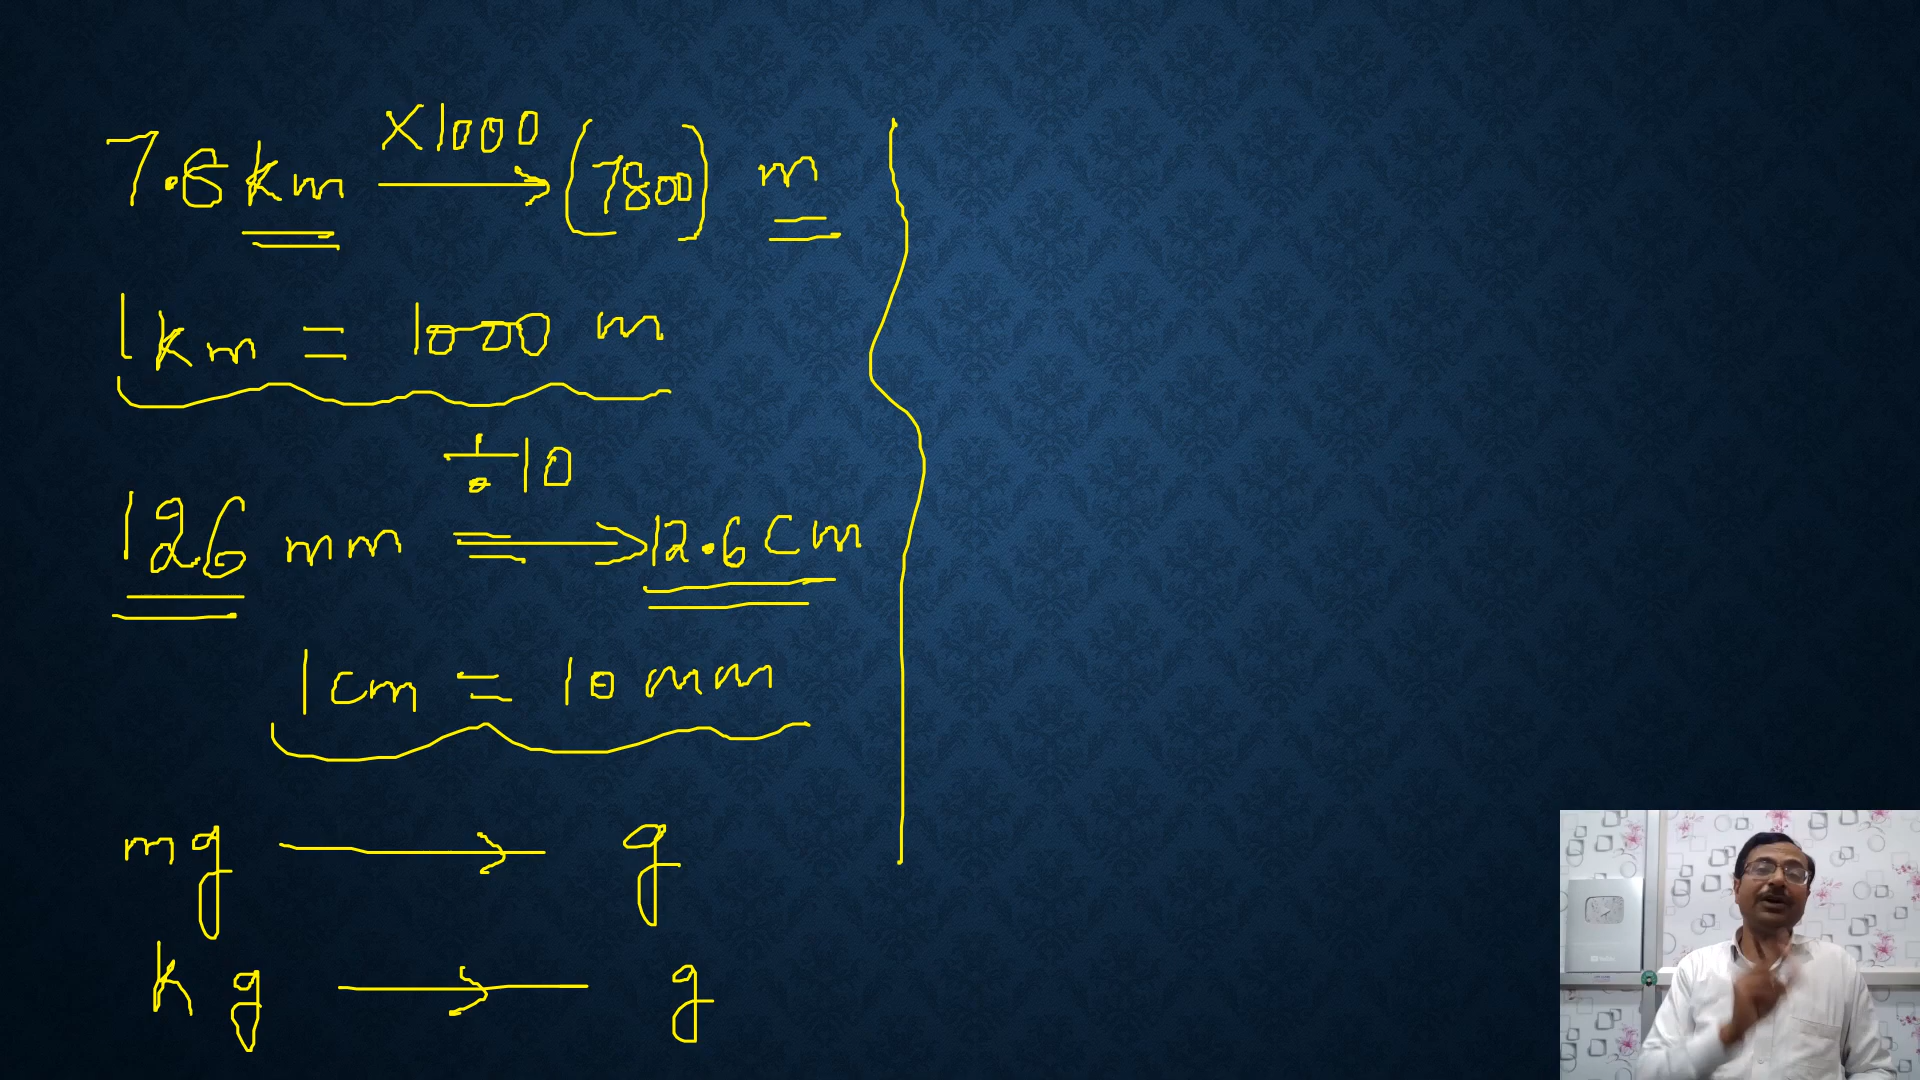 ×1000
7.8 km → (7800) m
1 km = 1000 m
÷10
126 mm → 12.6 cm
1 cm = 10 mm
mg → g
kg → g